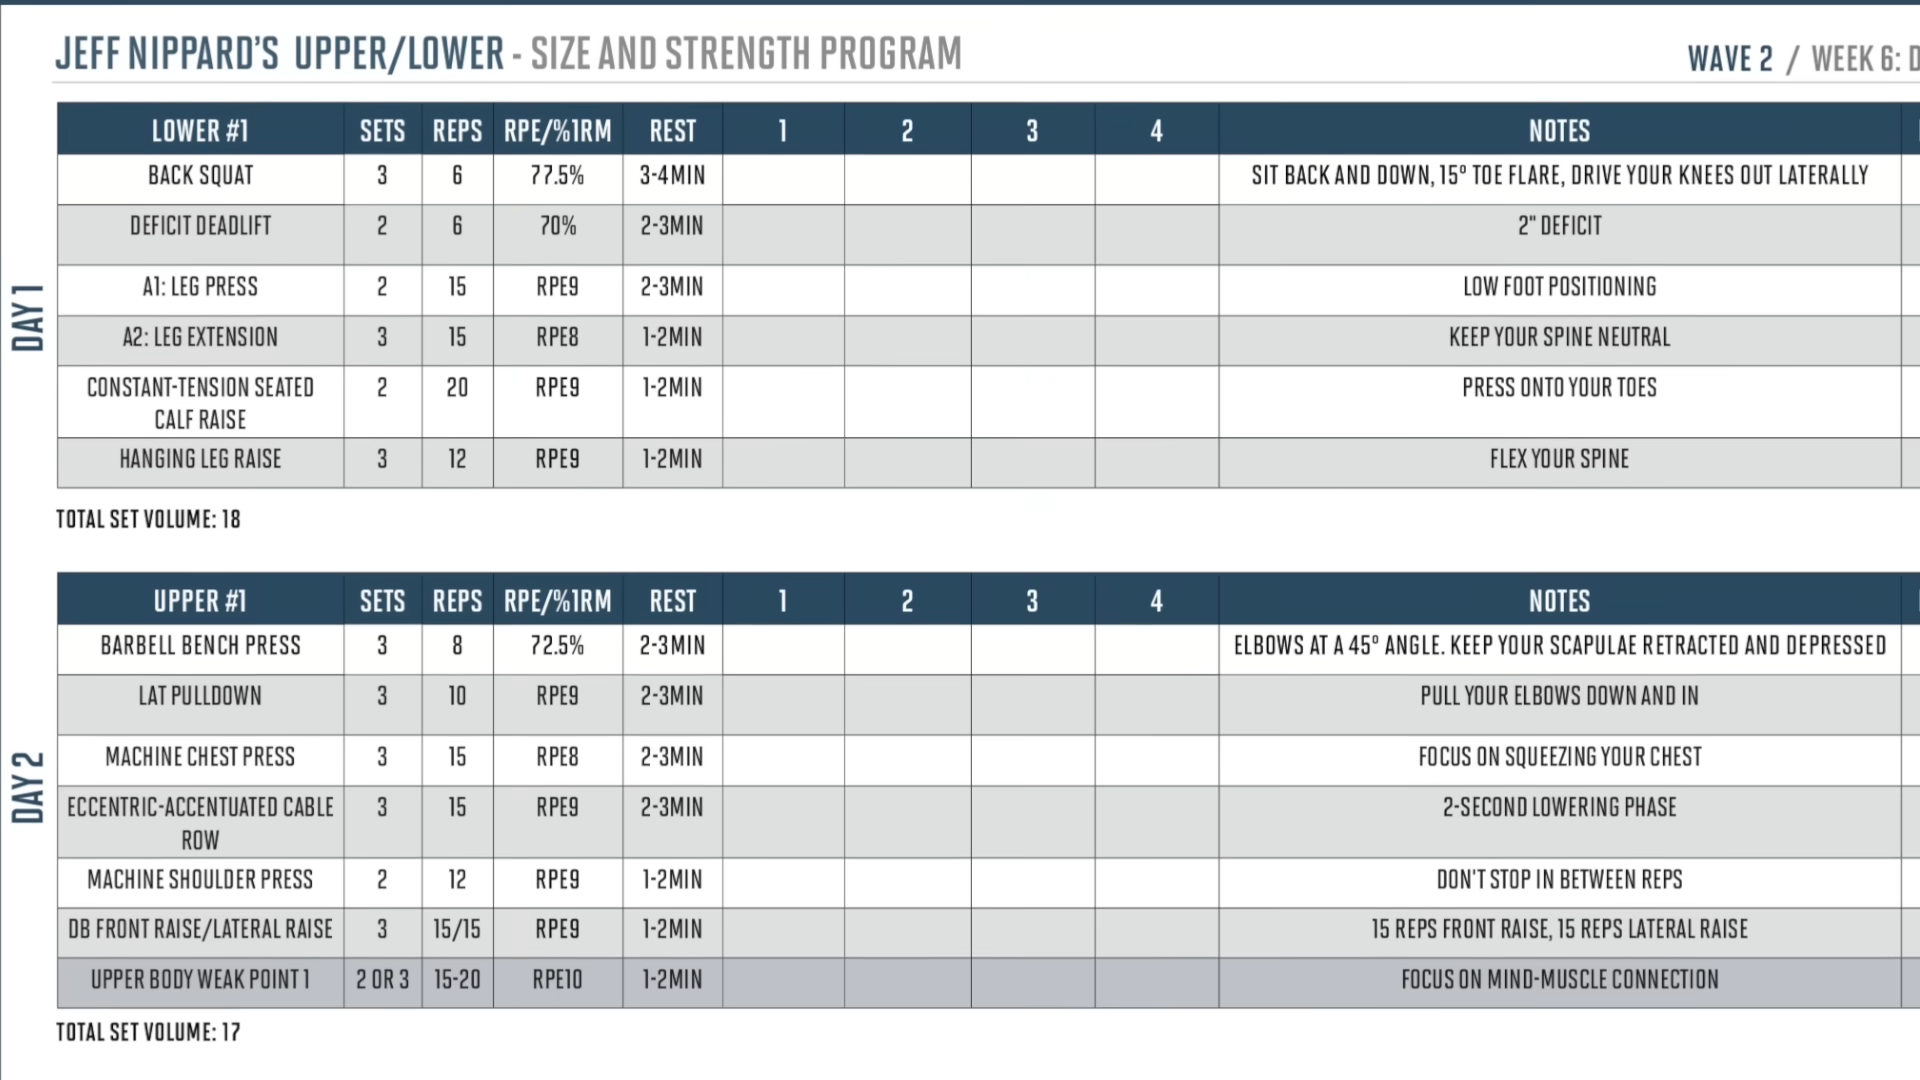 JEFF NIPPARD'S UPPER/LOWER - SIZE AND STRENGTH PROGRAM
WAVE 2 / WEEK 6: D
DAY 1
LOWER #1 SETS REPS RPE/%1RM REST 1 2 3 4 NOTES
BACK SQUAT 3 6 77.5% 3-4MIN SIT BACK AND DOWN, 15º TOE FLARE, DRIVE YOUR KNEES OUT LATERALLY
DEFICIT DEADLIFT 2 6 70% 2-3MIN 2" DEFICIT
A1: LEG PRESS 2 15 RPE9 2-3MIN LOW FOOT POSITIONING
A2: LEG EXTENSION 3 15 RPE8 1-2MIN KEEP YOUR SPINE NEUTRAL
CONSTANT-TENSION SEATED 2 20 RPE9 1-2MIN PRESS ONTO YOUR TOES
CALF RAISE
HANGING LEG RAISE 3 12 RPE9 1-2MIN FLEX YOUR SPINE
TOTAL SET VOLUME: 18
DAY 2
UPPER #1 SETS REPS RPE/%1RM REST 1 2 3 4 NOTES
BARBELL BENCH PRESS 3 8 72.5% 2-3MIN ELBOWS AT A 45º ANGLE. KEEP YOUR SCAPULAE RETRACTED AND DEPRESSED
LAT PULLDOWN 3 10 RPE9 2-3MIN PULL YOUR ELBOWS DOWN AND IN
MACHINE CHEST PRESS 3 15 RPE8 2-3MIN FOCUS ON SQUEEZING YOUR CHEST
ECCENTRIC-ACCENTUATED CABLE 3 15 RPE9 2-3MIN 2-SECOND LOWERING PHASE
ROW
MACHINE SHOULDER PRESS 2 12 RPE9 1-2MIN DON'T STOP IN BETWEEN REPS
DB FRONT RAISE/LATERAL RAISE 3 15/15 RPE9 1-2MIN 15 REPS FRONT RAISE, 15 REPS LATERAL RAISE
UPPER BODY WEAK POINT 1 2 OR 3 15-20 RPE10 1-2MIN FOCUS ON MIND-MUSCLE CONNECTION
TOTAL SET VOLUME: 17